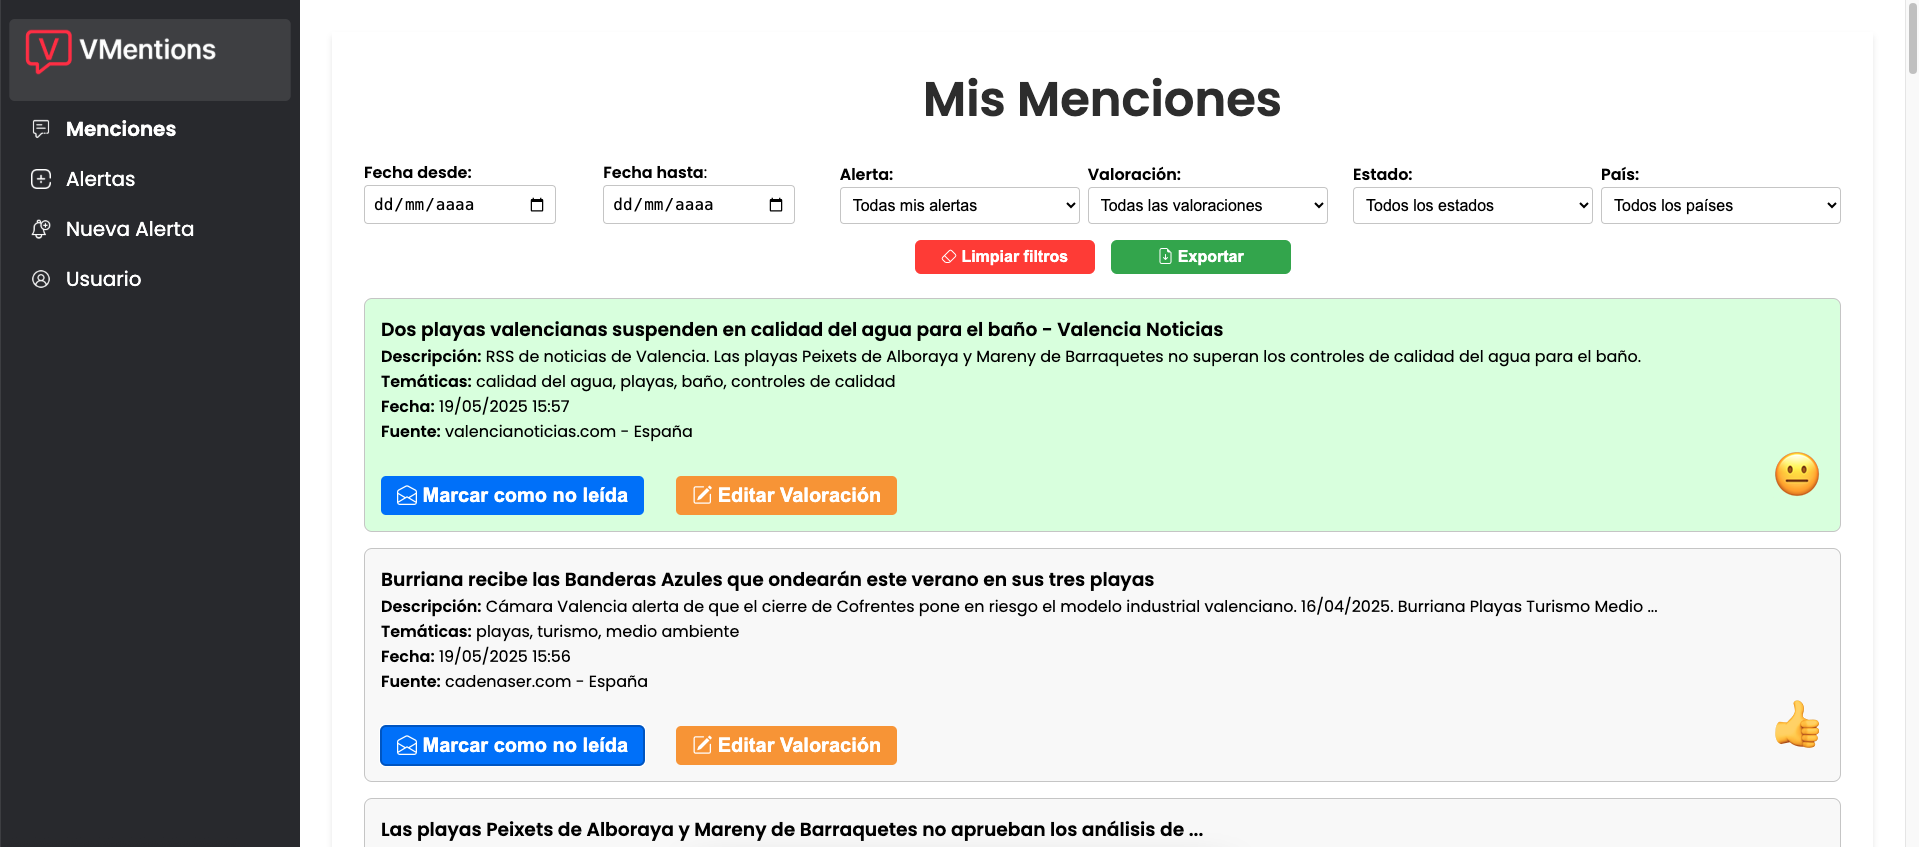 VMentions
Menciones
Alertas
Nueva Alerta
Usuario
Mis Menciones
Fecha desde:
dd/mm/aaaa
Fecha hasta:
dd/mm/aaaa
Alerta:
Todas mis alertas
Valoración:
Todas las valoraciones
Estado:
Todos los estados
País:
Todos los países
Limpiar filtros
Exportar
Dos playas valencianas suspenden en calidad del agua para el baño - Valencia Noticias
Descripción: RSS de noticias de Valencia. Las playas Peixets de Alboraya y Mareny de Barraquetes no superan los controles de calidad del agua para el baño.
Temáticas: calidad del agua, playas, baño, controles de calidad
Fecha: 19/05/2025 15:57
Fuente: valencianoticias.com - España
Marcar como no leída
Editar Valoración
Burriana recibe las Banderas Azules que ondearán este verano en sus tres playas
Descripción: Cámara Valencia alerta de que el cierre de Cofrentes pone en riesgo el modelo industrial valenciano. 16/04/2025. Burriana Playas Turismo Medio ...
Temáticas: playas, turismo, medio ambiente
Fecha: 19/05/2025 15:56
Fuente: cadenaser.com - España
Marcar como no leída
Editar Valoración
Las playas Peixets de Alboraya y Mareny de Barraquetes no aprueban los análisis de ...